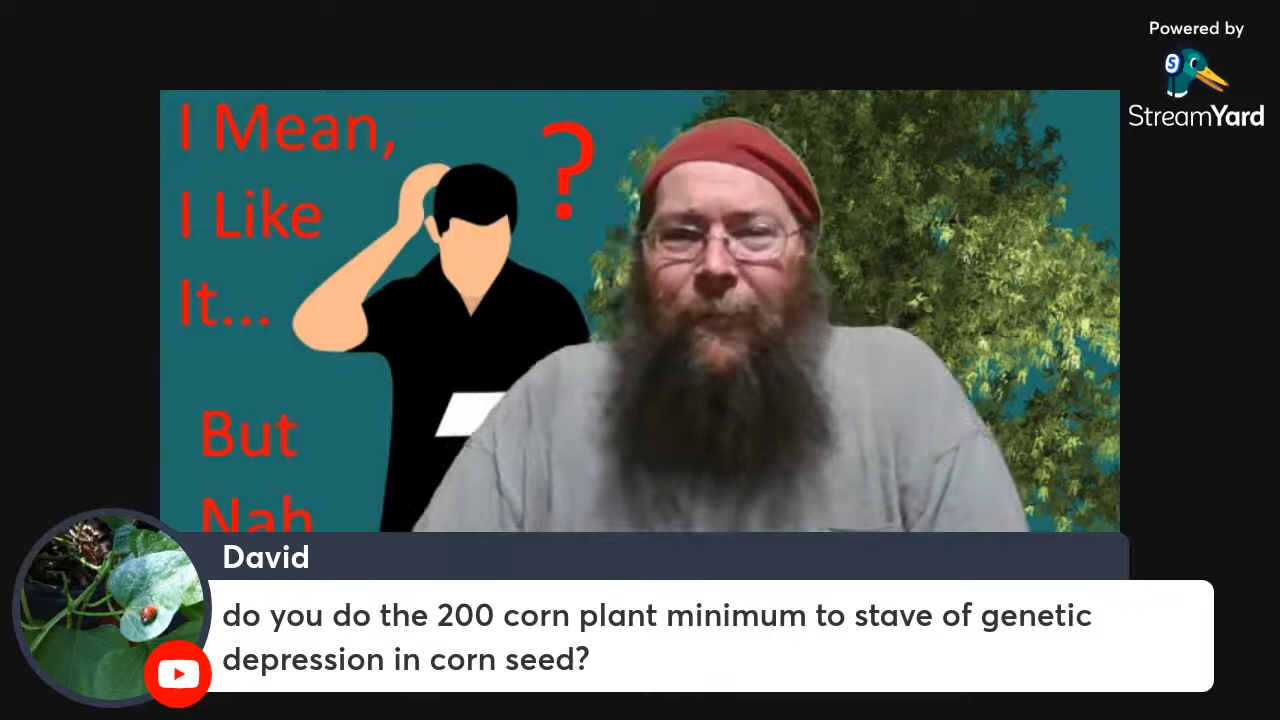 Powered by
StreamYard
I Mean,
I Like
It...
?
But
Nah
David
do you do the 200 corn plant minimum to stave of genetic
depression in corn seed?